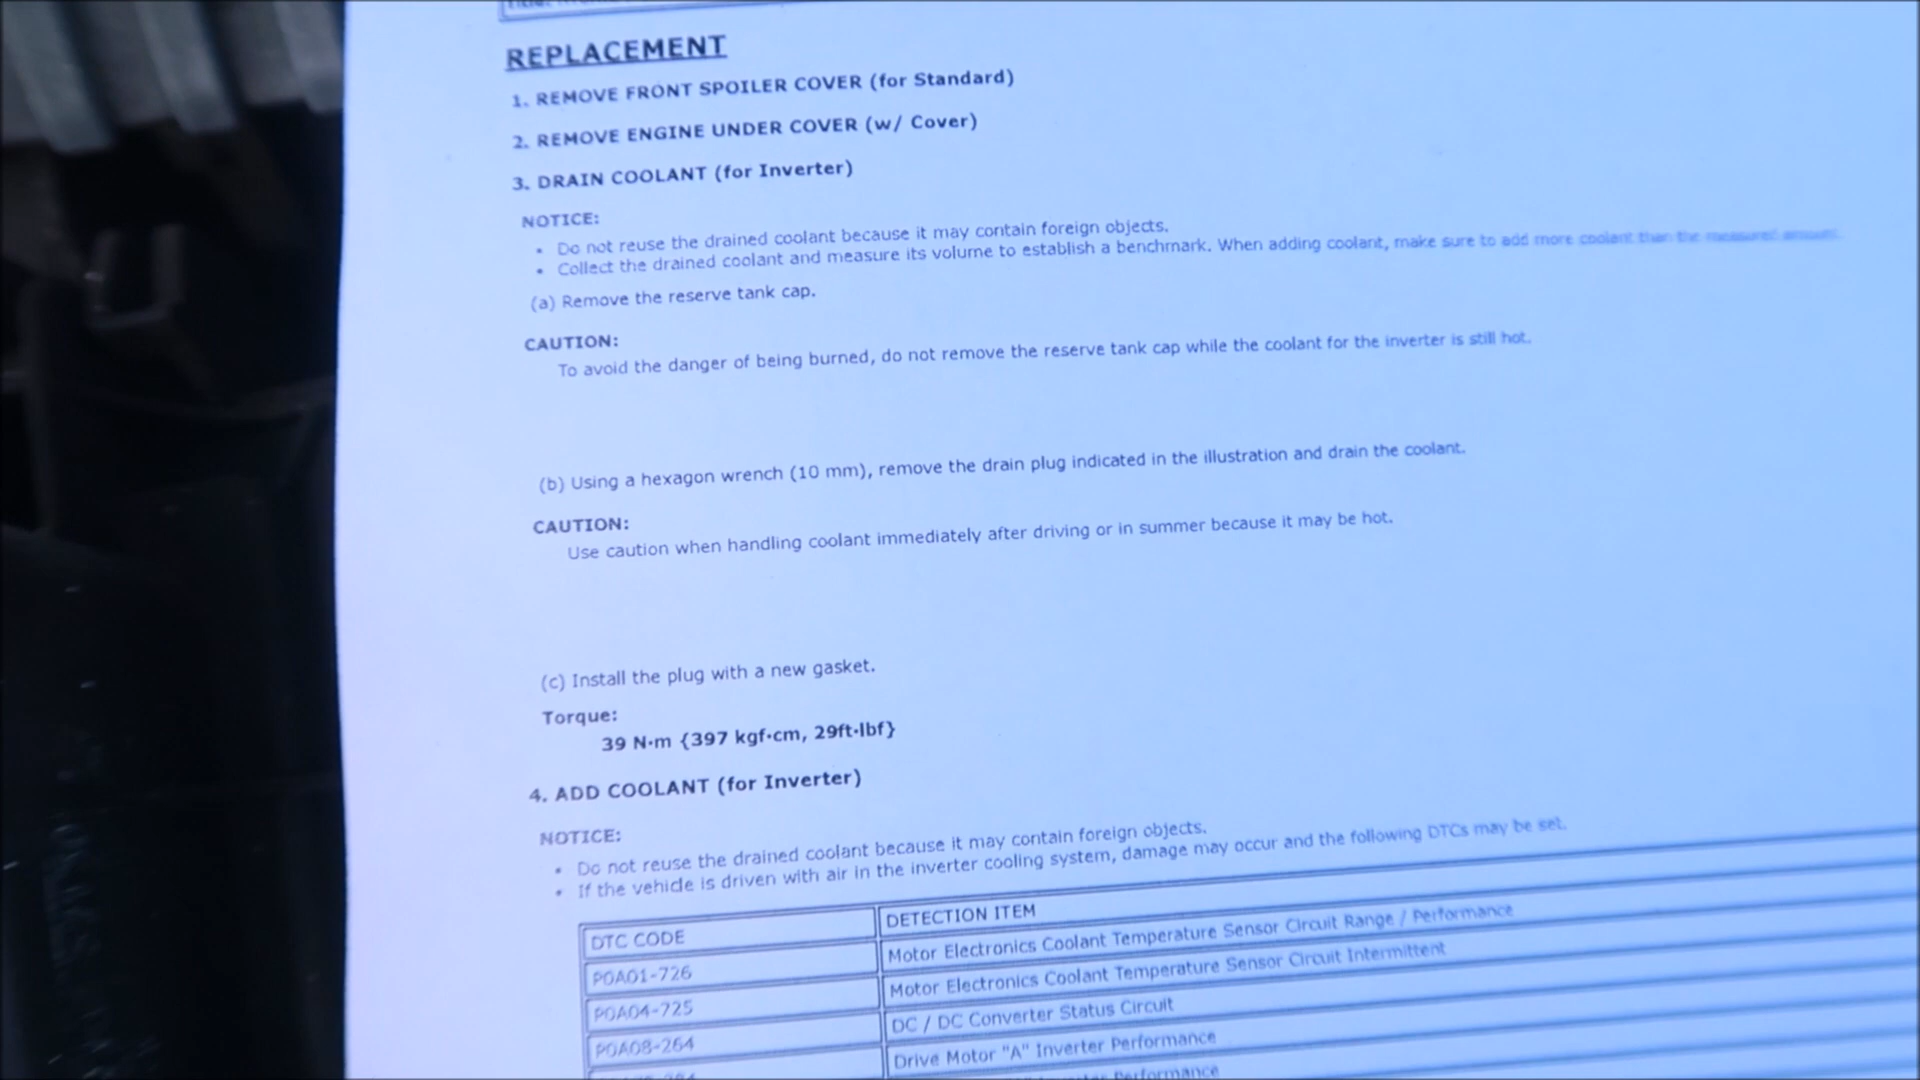 REPLACEMENT
1. REMOVE FRONT SPOILER COVER (for Standard)
2. REMOVE ENGINE UNDER COVER (w/ Cover)
3. DRAIN COOLANT (for Inverter)
NOTICE:
• Do not reuse the drained coolant because it may contain foreign objects.
• Collect the drained coolant and measure its volume to establish a benchmark. When adding coolant, make sure to add more coolant than the measured amount.
(a) Remove the reserve tank cap.
CAUTION:
To avoid the danger of being burned, do not remove the reserve tank cap while the coolant for the inverter is still hot.
(b) Using a hexagon wrench (10 mm), remove the drain plug indicated in the illustration and drain the coolant.
CAUTION:
Use caution when handling coolant immediately after driving or in summer because it may be hot.
(c) Install the plug with a new gasket.
Torque:
39 N·m {397 kgf·cm, 29ft·lbf}
4. ADD COOLANT (for Inverter)
NOTICE:
• Do not reuse the drained coolant because it may contain foreign objects.
• If the vehicle is driven with air in the inverter cooling system, damage may occur and the following DTCs may be set.
DTC CODE DETECTION ITEM
P0A01-726 Motor Electronics Coolant Temperature Sensor Circuit Range / Performance
P0A04-725 Motor Electronics Coolant Temperature Sensor Circuit Intermittent
P0A08-264 DC / DC Converter Status Circuit
Drive Motor "A" Inverter Performance
Performance